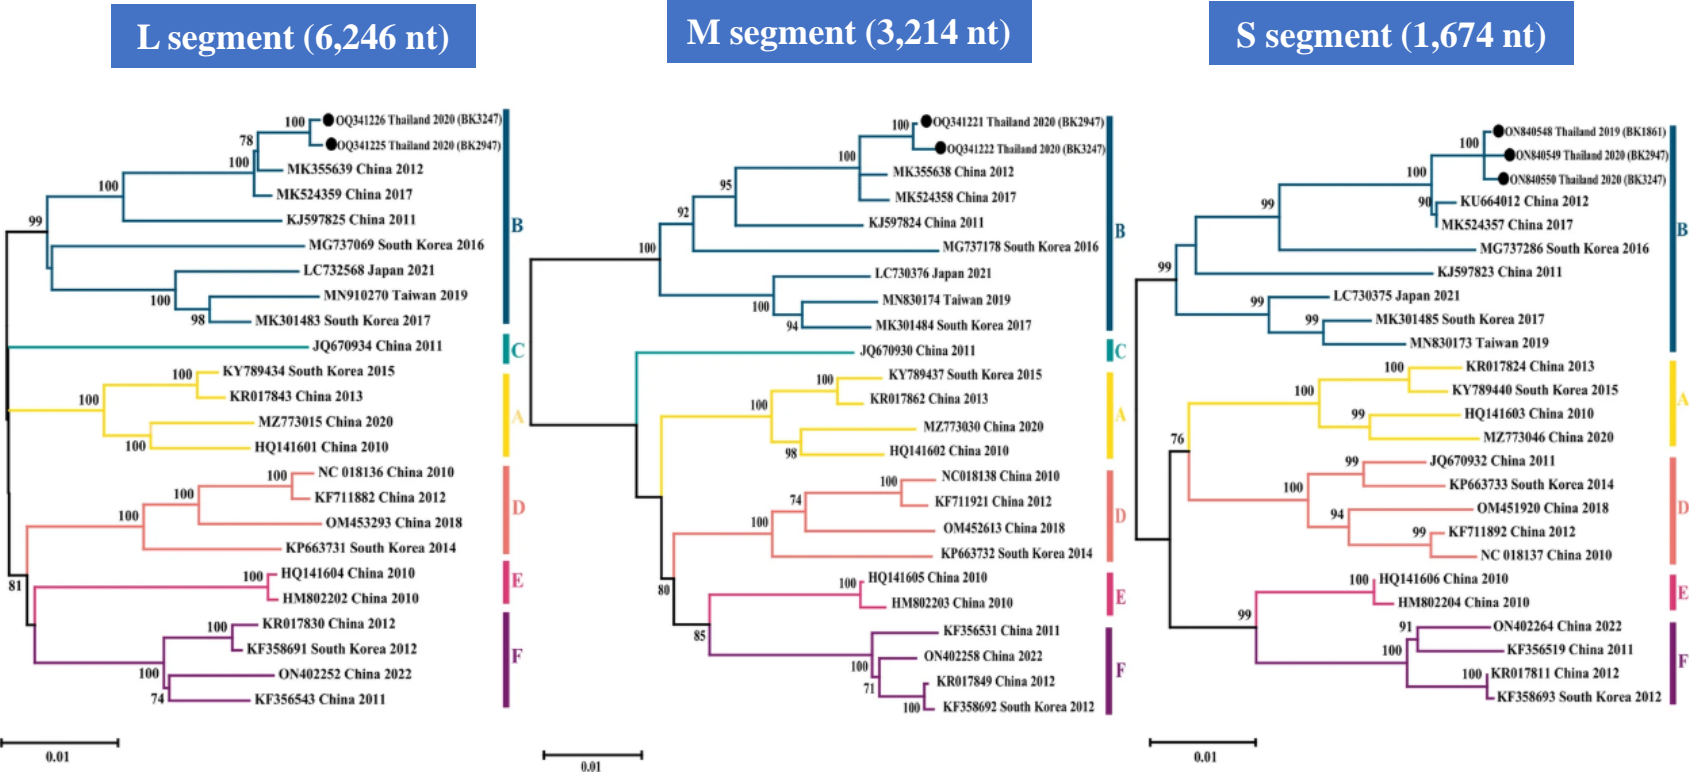 L segment (6,246 nt)
100
OQ341226 Thailand 2020 (BK3247)
78
OQ341225 Thailand 2020 (BK2947)
100
MK355639 China 2012
100
MK524359 China 2017
KJ597825 China 2011
99
B
MG737069 South Korea 2016
LC732568 Japan 2021
100
MN910270 Taiwan 2019
98
MK301483 South Korea 2017
JQ670934 China 2011
C
100
KY789434 South Korea 2015
100
KR017843 China 2013
A
MZ773015 China 2020
100
HQ141601 China 2010
100
NC 018136 China 2010
100
KF711882 China 2012
100
D
OM453293 China 2018
KP663731 South Korea 2014
81
100
HQ141604 China 2010
E
HM802202 China 2010
100
KR017830 China 2012
KF358691 South Korea 2012
F
100
ON402252 China 2022
74
KF356543 China 2011
0.01
M segment (3,214 nt)
100
OQ341221 Thailand 2020 (BK2947)
OQ341222 Thailand 2020 (BK3247)
100
MK355638 China 2012
95
MK524358 China 2017
92
KJ597824 China 2011
B
100
MG737178 South Korea 2016
LC730376 Japan 2021
100
MN830174 Taiwan 2019
94
MK301484 South Korea 2017
JQ670930 China 2011
C
100
KY789437 South Korea 2015
100
KR017862 China 2013
A
MZ773030 China 2020
98
HQ141602 China 2010
100
NC018138 China 2010
74
KF711921 China 2012
100
D
OM452613 China 2018
KP663732 South Korea 2014
80
100
HQ141605 China 2010
E
HM802203 China 2010
85
KF356531 China 2011
100
ON402258 China 2022
F
71
KR017849 China 2012
100
KF358692 South Korea 2012
0.01
S segment (1,674 nt)
ON840548 Thailand 2019 (BK1861)
100
ON840549 Thailand 2020 (BK2947)
100
ON840550 Thailand 2020 (BK3247)
99
90
KU664012 China 2012
MK524357 China 2017
B
MG737286 South Korea 2016
99
KJ597823 China 2011
99
LC730375 Japan 2021
99
MK301485 South Korea 2017
MN830173 Taiwan 2019
100
KR017824 China 2013
100
KY789440 South Korea 2015
A
99
HQ141603 China 2010
76
MZ773046 China 2020
99
JQ670932 China 2011
100
KP663733 South Korea 2014
94
OM451920 China 2018
D
99
KF711892 China 2012
NC 018137 China 2010
100
HQ141606 China 2010
E
HM802204 China 2010
99
91
ON402264 China 2022
100
KF356519 China 2011
F
100
KR017811 China 2012
KF358693 South Korea 2012
0.01